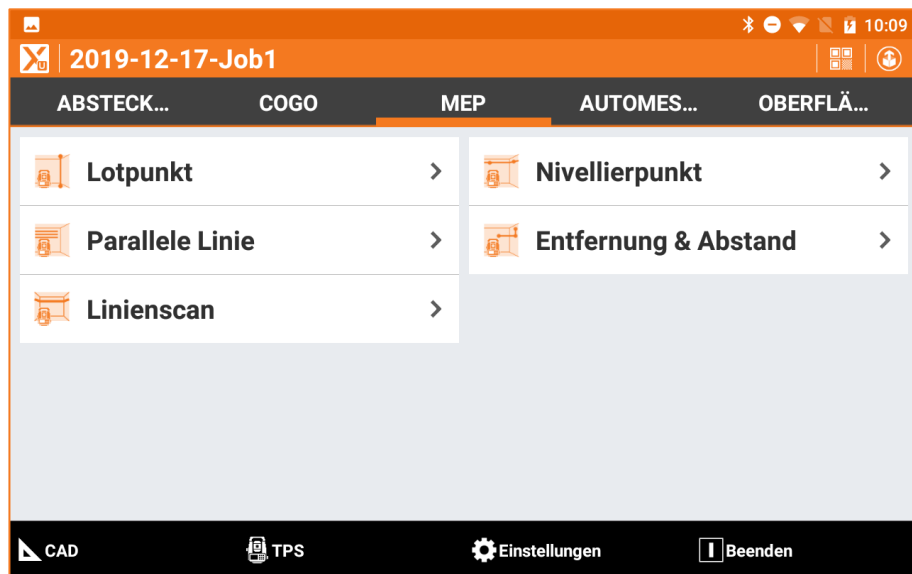 10:09
X U 2019-12-17-Job1
ABSTECK... COGO MEP AUTOMES... OBERFLÄ...
Lotpunkt
Nivellierpunkt
Parallele Linie
Entfernung & Abstand
Linienscan
CAD TPS Einstellungen Beenden